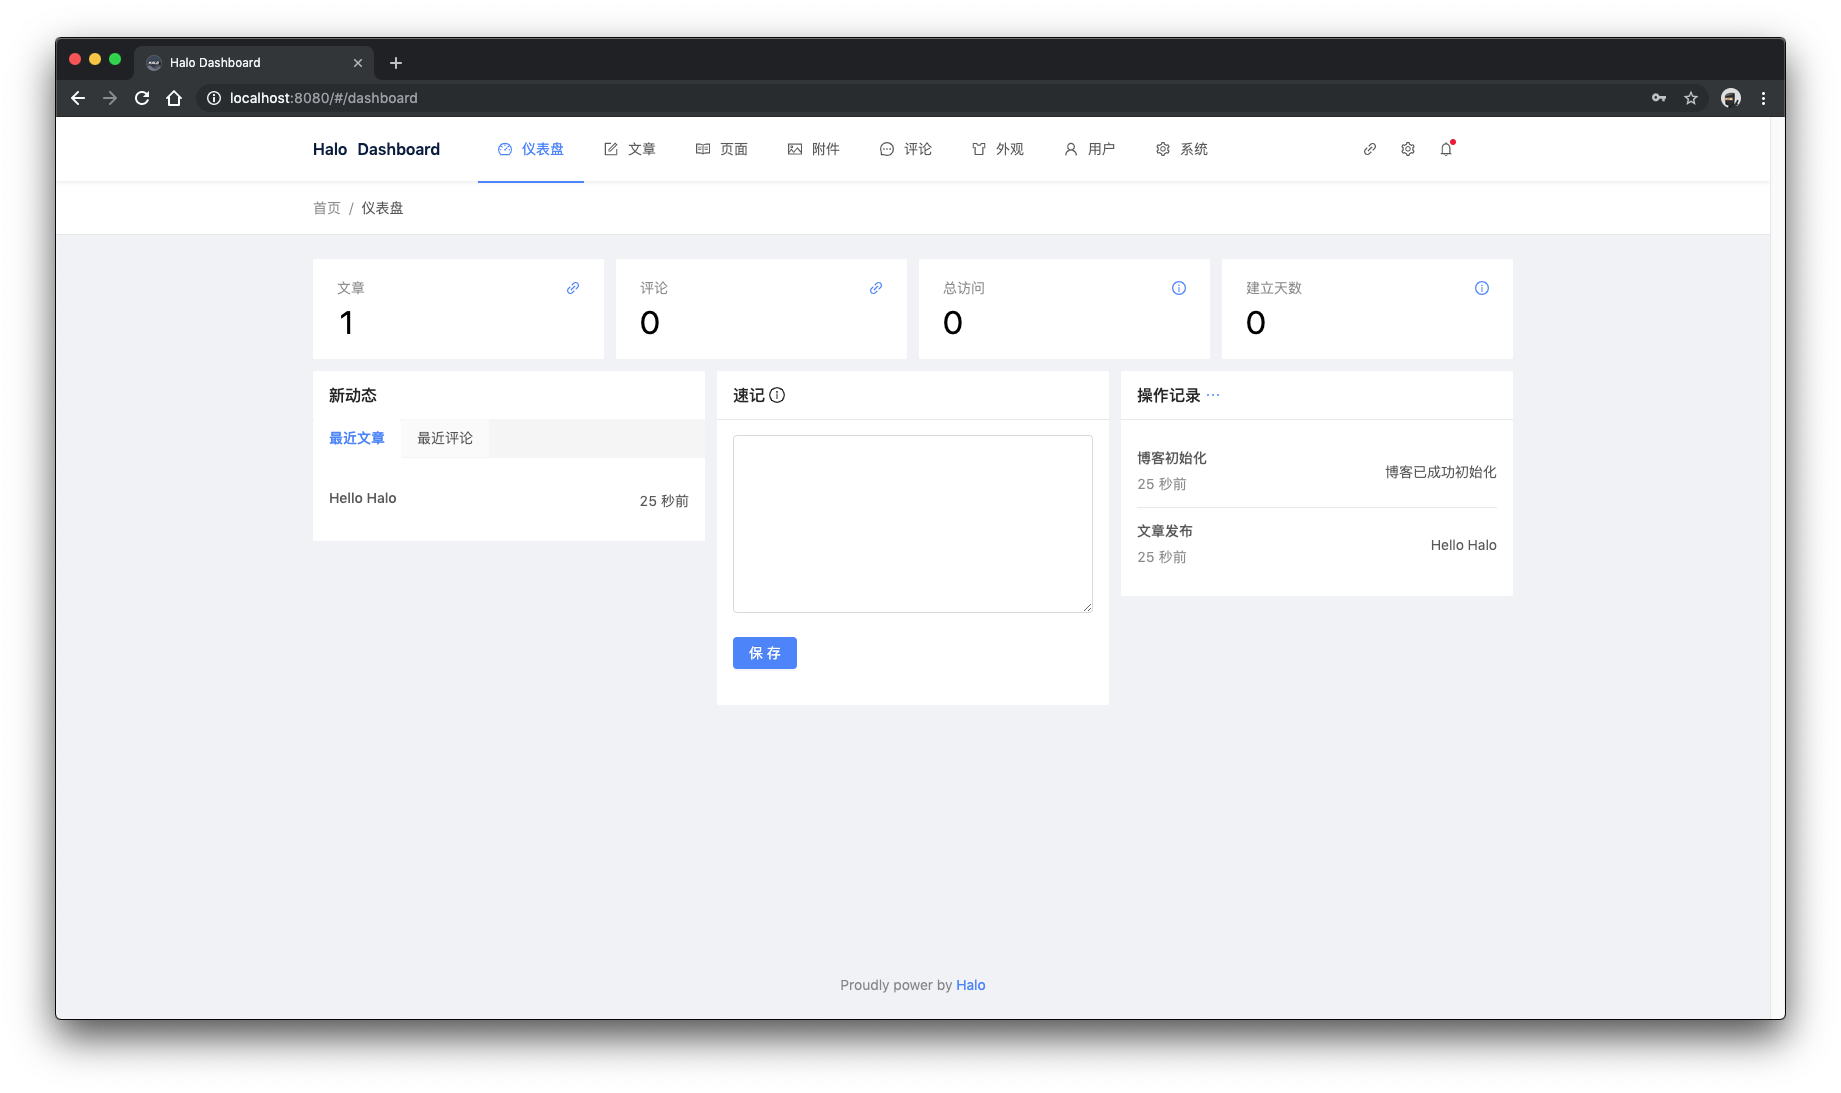 Halo Dashboard
localhost:8080/#/dashboard
Halo Dashboard 仪表盘 文章 页面 附件 评论 外观 用户 系统
首页 / 仪表盘
文章
1
评论
0
总访问
0
建立天数
0
新动态
最近文章 最近评论
Hello Halo 25 秒前
速记
保 存
操作记录 ···
博客初始化
25 秒前
博客已成功初始化
文章发布
25 秒前
Hello Halo
Proudly power by Halo